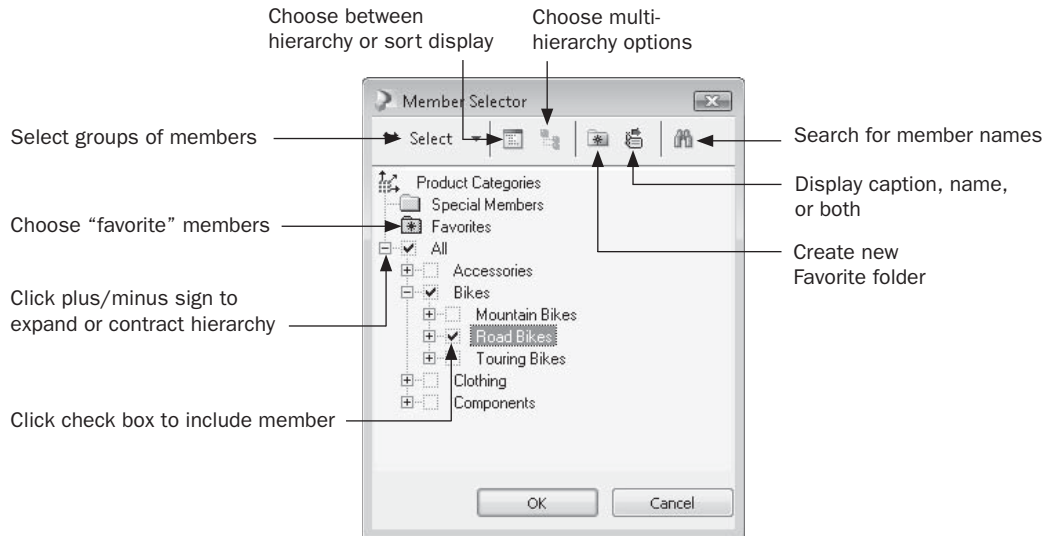 Choose between
hierarchy or sort display
Choose multi-
hierarchy options
Member Selector
Select groups of members
Select
Search for member names
Display caption, name,
or both
Product Categories
Special Members
Choose “favorite” members
Favorites
Create new
Favorite folder
All
Accessories
Click plus/minus sign to
expand or contract hierarchy
Bikes
Mountain Bikes
Road Bikes
Touring Bikes
Clothing
Click check box to include member
Components
OK
Cancel